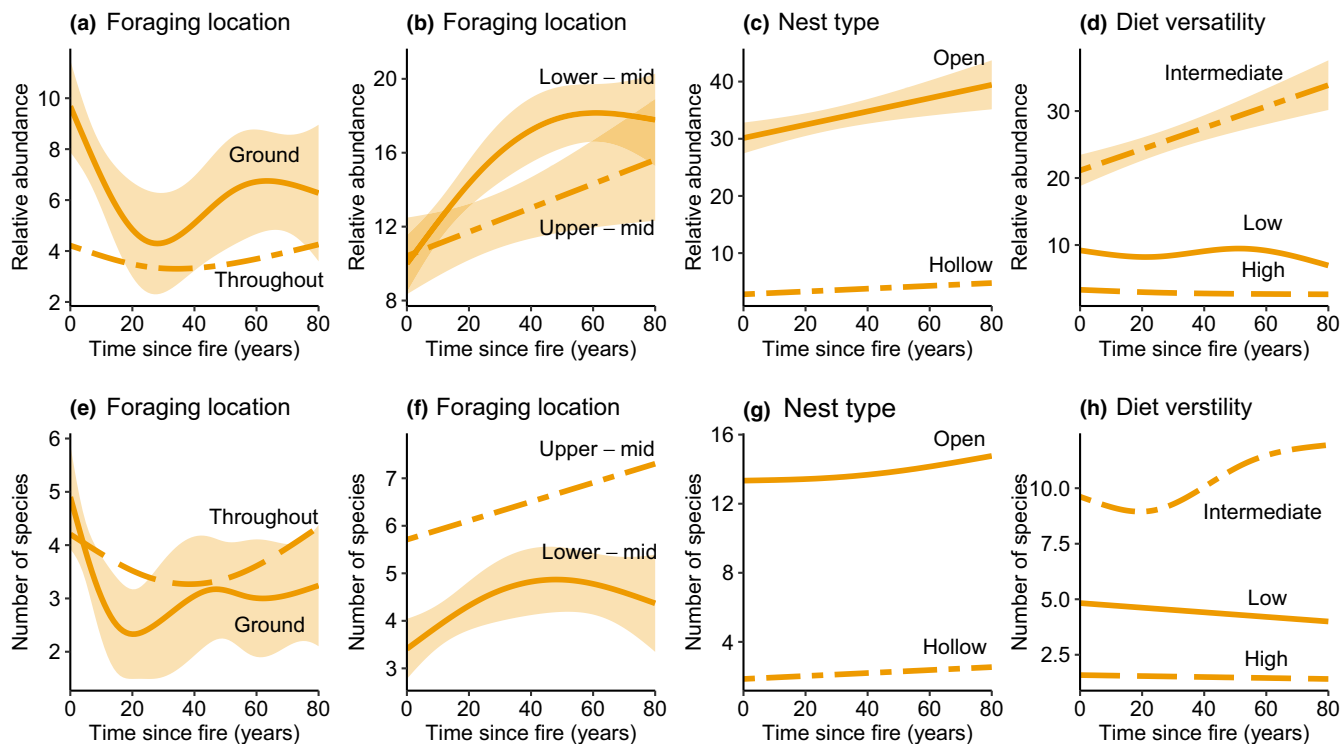 (a) Foraging location
Relative abundance
10
8
6
4
2
Ground
Throughout
0 20 40 60 80
Time since fire (years)
(b) Foraging location
Relative abundance
20
16
12
8
Lower – mid
Upper – mid
0 20 40 60 80
Time since fire (years)
(c) Nest type
Relative abundance
40
30
20
10
Open
Hollow
0 20 40 60 80
Time since fire (years)
(d) Diet versatility
Relative abundance
30
20
10
Intermediate
Low
High
0 20 40 60 80
Time since fire (years)
(e) Foraging location
Number of species
6
5
4
3
2
Throughout
Ground
0 20 40 60 80
Time since fire (years)
(f) Foraging location
Number of species
7
6
5
4
3
Upper – mid
Lower – mid
0 20 40 60 80
Time since fire (years)
(g) Nest type
Number of species
16
12
8
4
Open
Hollow
0 20 40 60 80
Time since fire (years)
(h) Diet verstility
Number of species
10.0
7.5
5.0
2.5
Intermediate
Low
High
0 20 40 60 80
Time since fire (years)